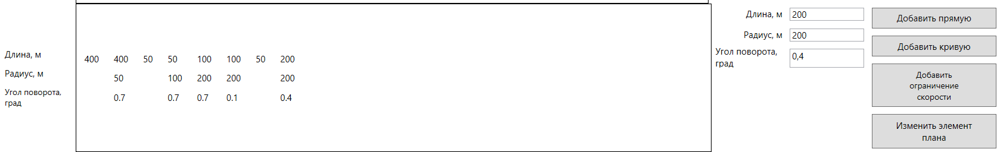 Длина, м 400 400 50 50 100 100 50 200
Радиус, м 50 100 200 200 200
Угол поворота, град 0.7 0.7 0.7 0.1 0.4
Длина, м 200
Радиус, м 200
Угол поворота, град 0,4
Добавить прямую
Добавить кривую
Добавить
ограничение
скорости
Изменить элемент
плана